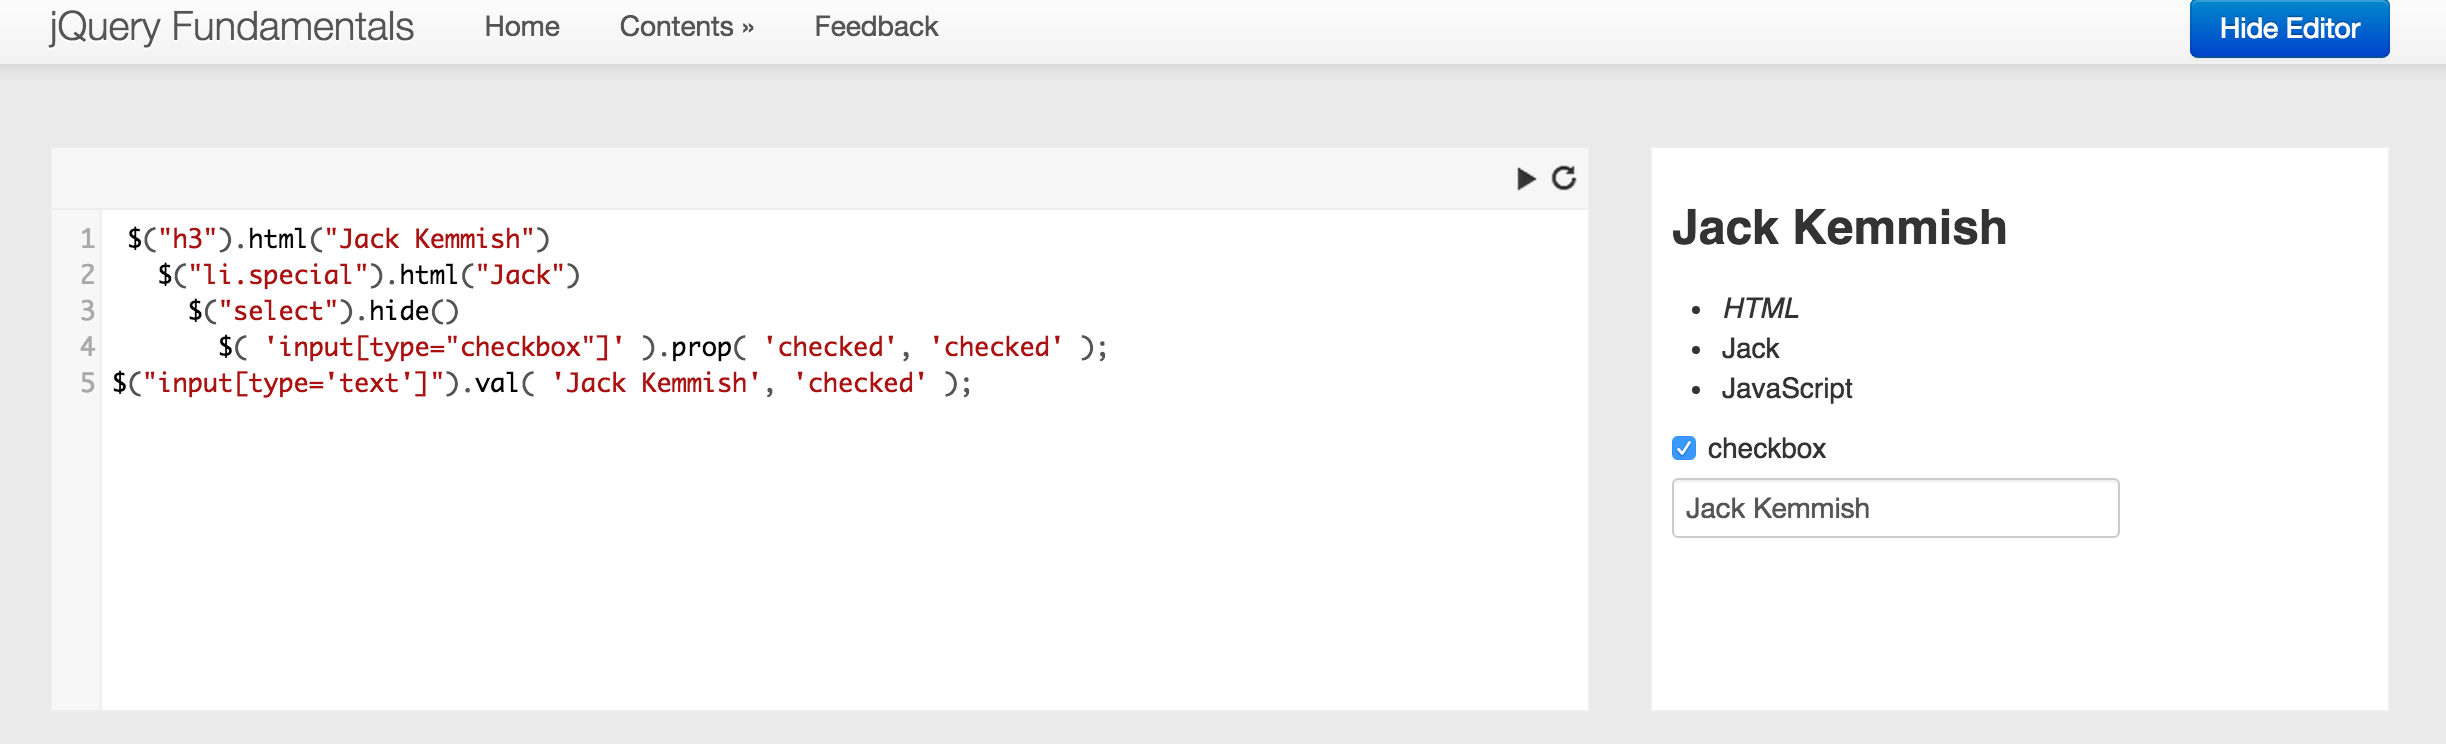 jQuery Fundamentals Home Contents » Feedback Hide Editor
1 $("h3").html("Jack Kemmish")
2 $("li.special").html("Jack")
3 $("select").hide()
4 $( 'input[type="checkbox"]' ).prop( 'checked', 'checked' );
5 $("input[type='text']").val( 'Jack Kemmish', 'checked' );
Jack Kemmish
• HTML
• Jack
• JavaScript
checkbox
Jack Kemmish